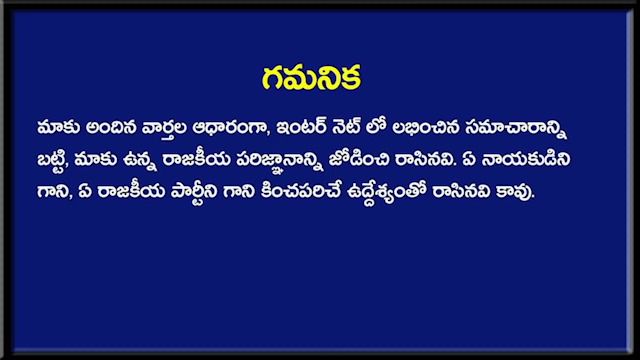 గమనిక
మాకు అందిన వార్తల ఆధారంగా, ఇంటర్ నెట్ లో లభించిన సమాచారాన్ని
బట్టి, మాకు ఉన్న రాజకీయ పరిజ్ఞానాన్ని జోడించి రాసినవి. ఏ నాయకుడిని
గాని, ఏ రాజకీయ పార్టీని గాని కించపరిచే ఉద్దేశ్యంతో రాసినవి కావు.